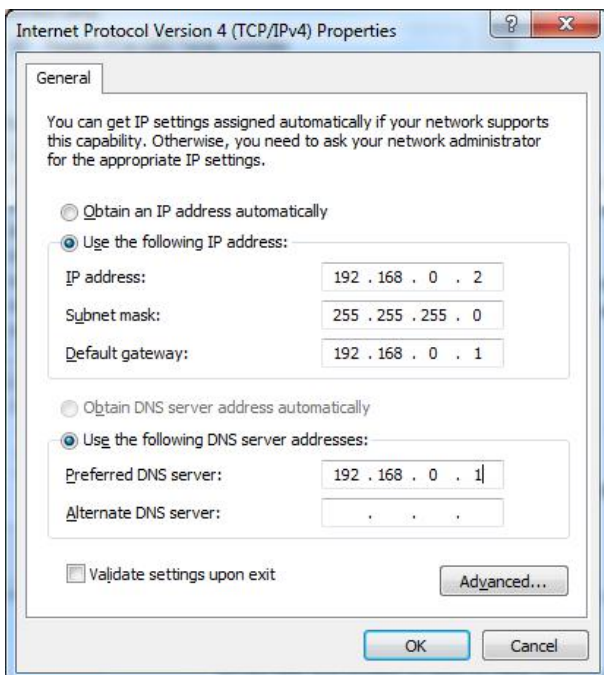 Internet Protocol Version 4 (TCP/IPv4) Properties
General
You can get IP settings assigned automatically if your network supports
this capability. Otherwise, you need to ask your network administrator
for the appropriate IP settings.
Obtain an IP address automatically
Use the following IP address:
IP address: 192 . 168 . 0 . 2
Subnet mask: 255 . 255 . 255 . 0
Default gateway: 192 . 168 . 0 . 1
Obtain DNS server address automatically
Use the following DNS server addresses:
Preferred DNS server: 192 . 168 . 0 . 1
Alternate DNS server: . . .
Validate settings upon exit
Advanced...
OK Cancel